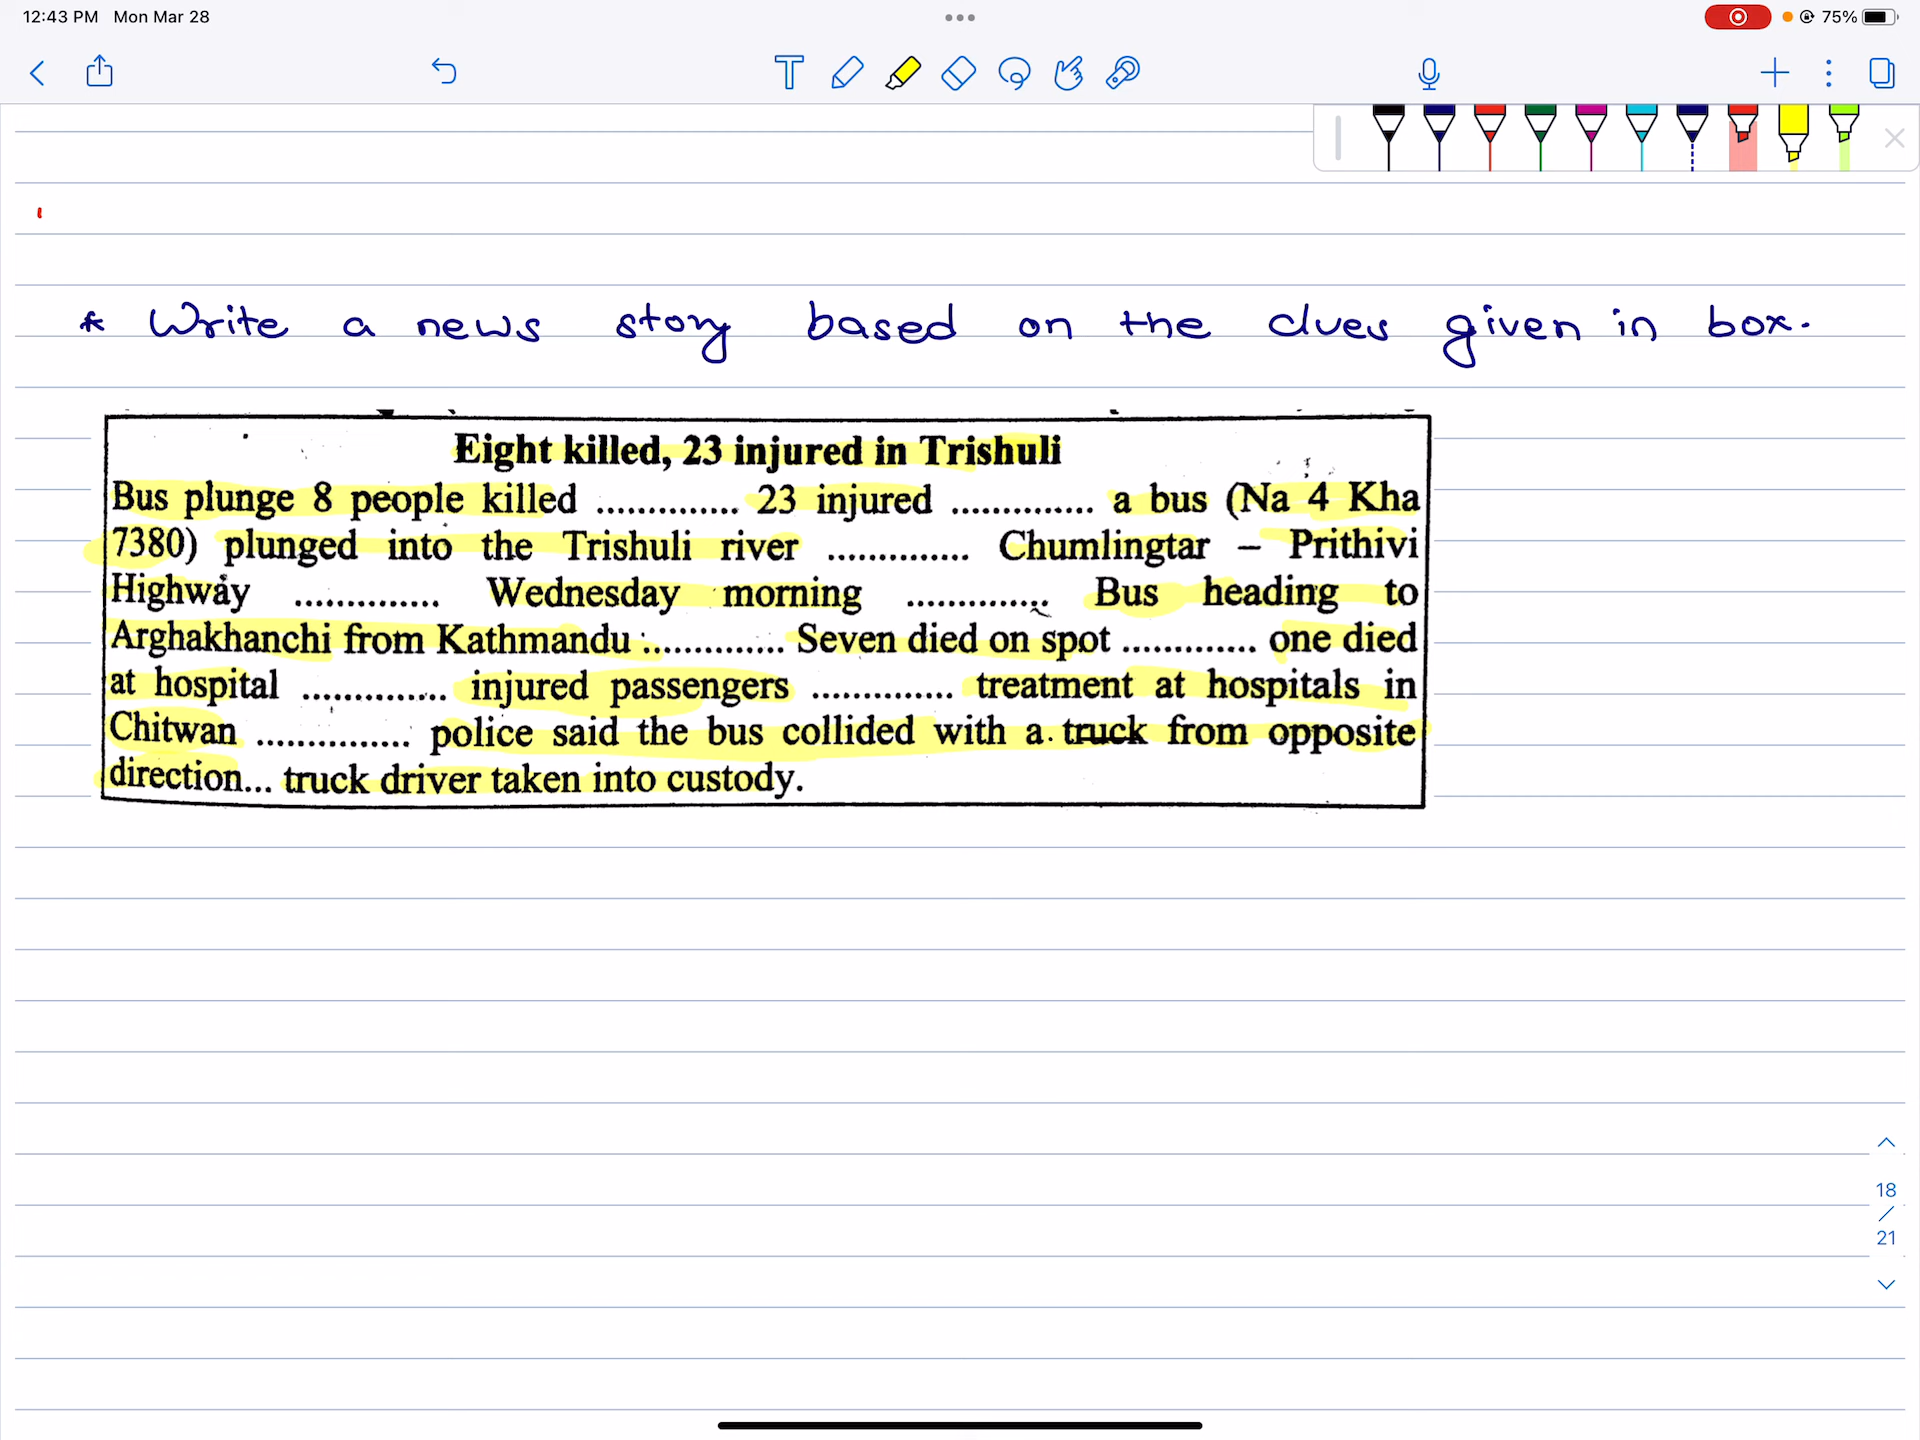 12:43 PM Mon Mar 28
75%
* Write a news story based on the clues given in box.
Eight killed, 23 injured in Trishuli
Bus plunge 8 people killed .............. 23 injured .............. a bus (Na 4 Kha
7380) plunged into the Trishuli river .............. Chumlingtar – Prithivi
Highway .............. Wednesday morning .............. Bus heading to
Arghakhanchi from Kathmandu .............. Seven died on spot ............. one died
at hospital .............. injured passengers .............. treatment at hospitals in
Chitwan ............... police said the bus collided with a truck from opposite
direction... truck driver taken into custody.
18
/
21